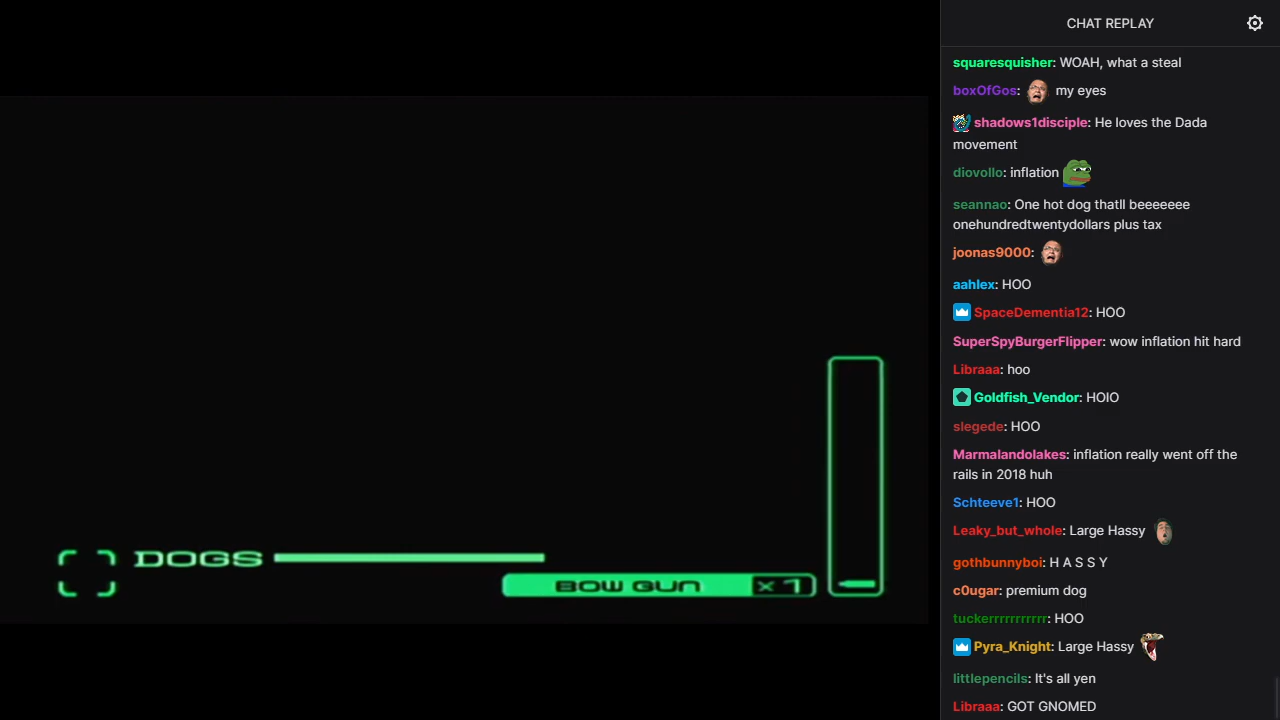 CHAT REPLAY
squaresquisher: WOAH, what a steal
boxOfGos: my eyes
shadows1disciple: He loves the Dada
movement
diovollo: inflation
seannao: One hot dog thatll beeeeeee
onehundredtwentydollars plus tax
joonas9000:
aahlex: HOO
SpaceDementia12: HOO
SuperSpyBurgerFlipper: wow inflation hit hard
Libraaa: hoo
Goldfish_Vendor: HOIO
slegede: HOO
Marmalandolakes: inflation really went off the
rails in 2018 huh
Schteeve1: HOO
Leaky_but_whole: Large Hassy
gothbunnyboi: H A S S Y
c0ugar: premium dog
tuckerrrrrrrrrrr: HOO
Pyra_Knight: Large Hassy
littlepencils: It's all yen
Libraaa: GOT GNOMED
DOGS
BOW GUN x1